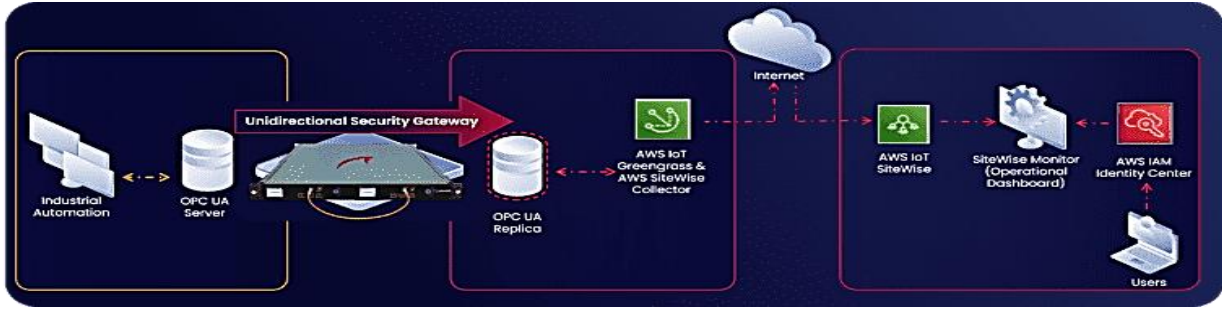 Industrial
Automation
OPC UA
Server
Unidirectional Security Gateway
OPC UA
Replica
AWS IoT
Greengrass &
AWS SiteWise
Collector
Internet
AWS IoT
SiteWise
SiteWise Monitor
(Operational
Dashboard)
AWS IAM
Identity Center
Users